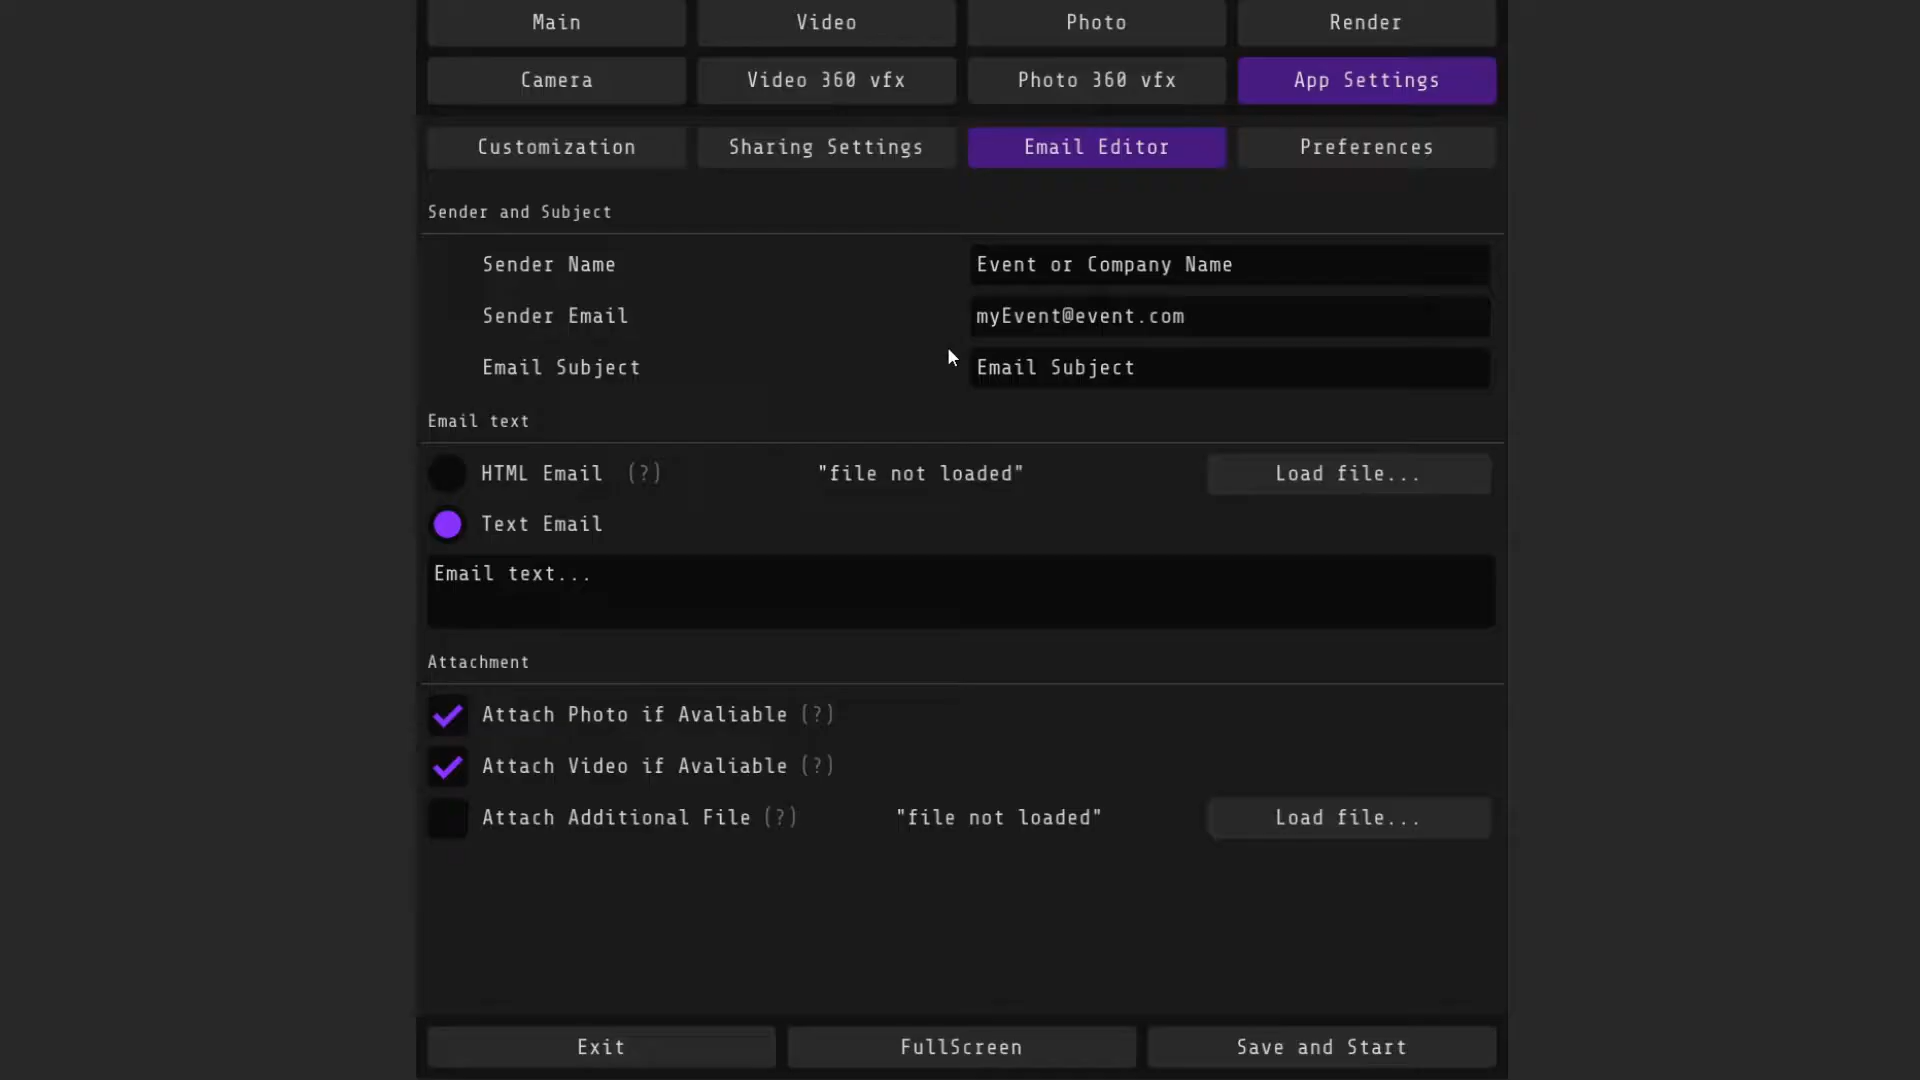 Main Video Photo Render
Camera Video 360 vfx Photo 360 vfx App Settings
Customization Sharing Settings Email Editor Preferences
Sender and Subject
Sender Name Event or Company Name
Sender Email myEvent@event.com
Email Subject Email Subject
Email text
HTML Email (?) "file not loaded" Load file...
Text Email
Email text...
Attachment
Attach Photo if Avaliable (?)
Attach Video if Avaliable (?)
Attach Additional File (?) "file not loaded" Load file...
Exit FullScreen Save and Start